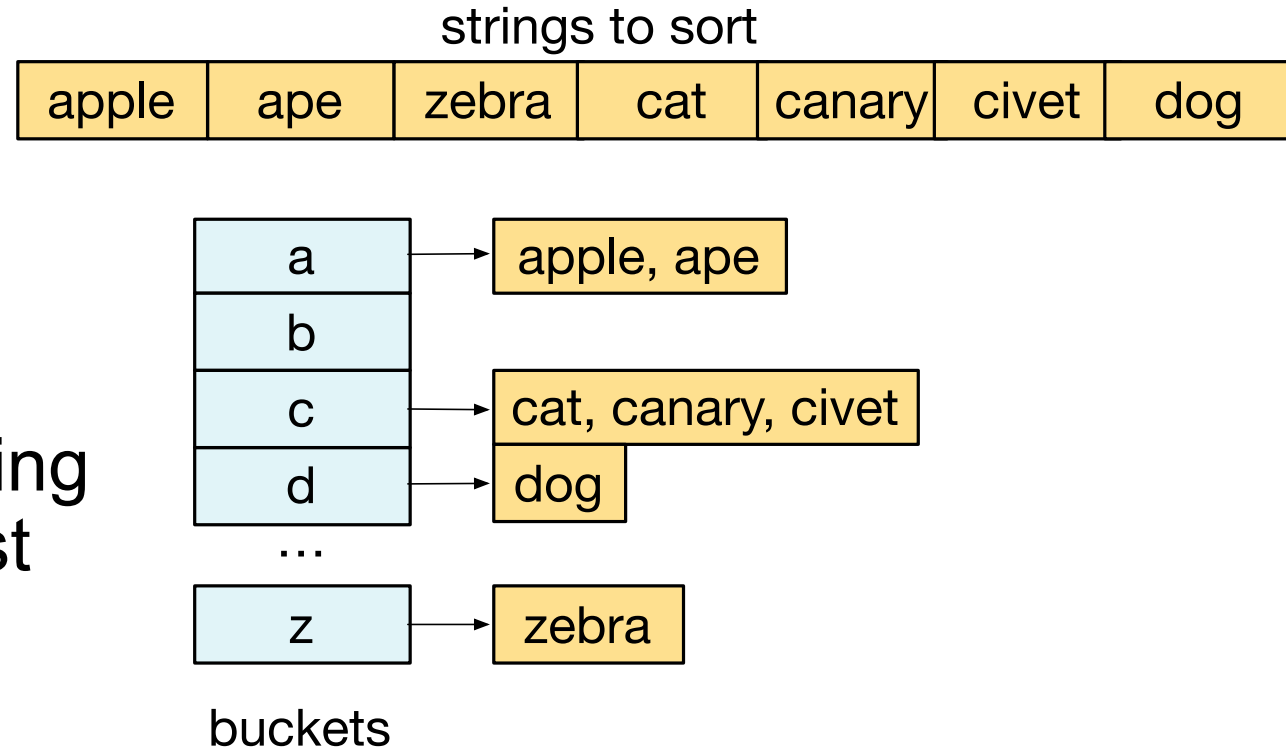 strings to sort
apple ape zebra cat canary civet dog
a apple, ape
b
c cat, canary, civet
d dog
...
z zebra
buckets